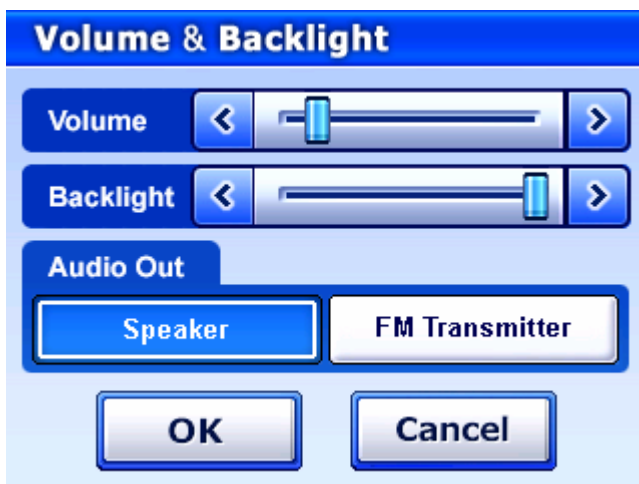 Volume & Backlight
Volume
Backlight
Audio Out
Speaker FM Transmitter
OK Cancel